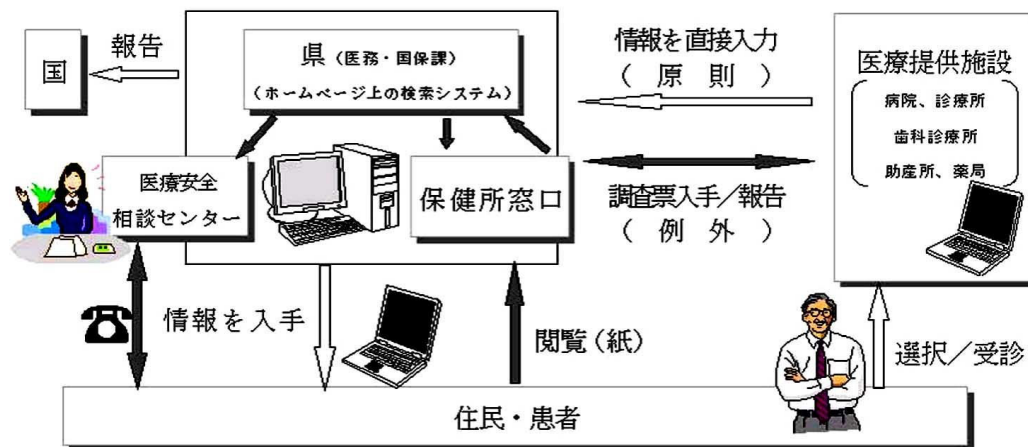 国
報告
県（医務・国保課）
（ホームページ上の検索システム）
情報を直接入力
（　原　則　）
医療提供施設
病院、診療所
歯科診療所
助産所、薬局
医療安全
相談センター
保健所窓口
調査票入手／報告
（　例　外　）
情報を入手
閲覧（紙）
選択／受診
住民・患者